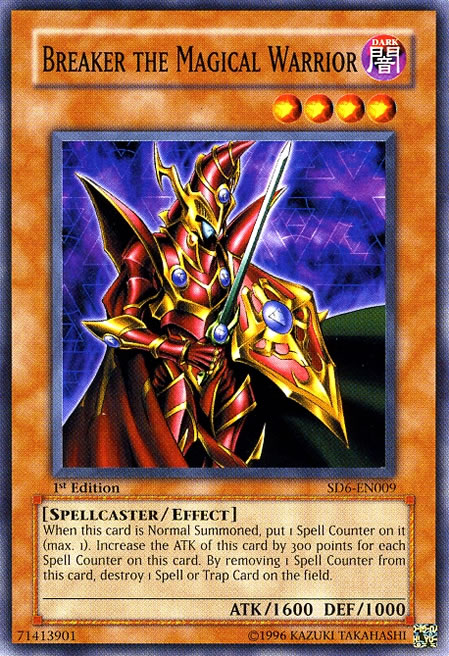 BREAKER THE MAGICAL WARRIOR
DARK
闇
1st Edition
SD6-EN009
[SPELLCASTER/EFFECT]
When this card is Normal Summoned, put 1 Spell Counter on it
(max. 1). Increase the ATK of this card by 300 points for each
Spell Counter on this card. By removing 1 Spell Counter from
this card, destroy 1 Spell or Trap Card on the field.
ATK/1600 DEF/1000
71413901
©1996 KAZUKI TAKAHASHI